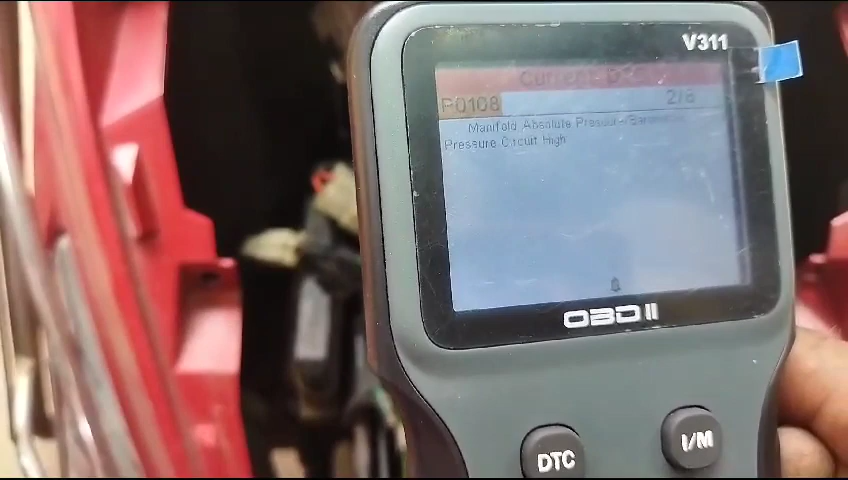 V311
Current DTC
P0108 2/6
Manifold Absolute Pressure/Barometric
Pressure Circuit High
OBD II
DTC
I/M